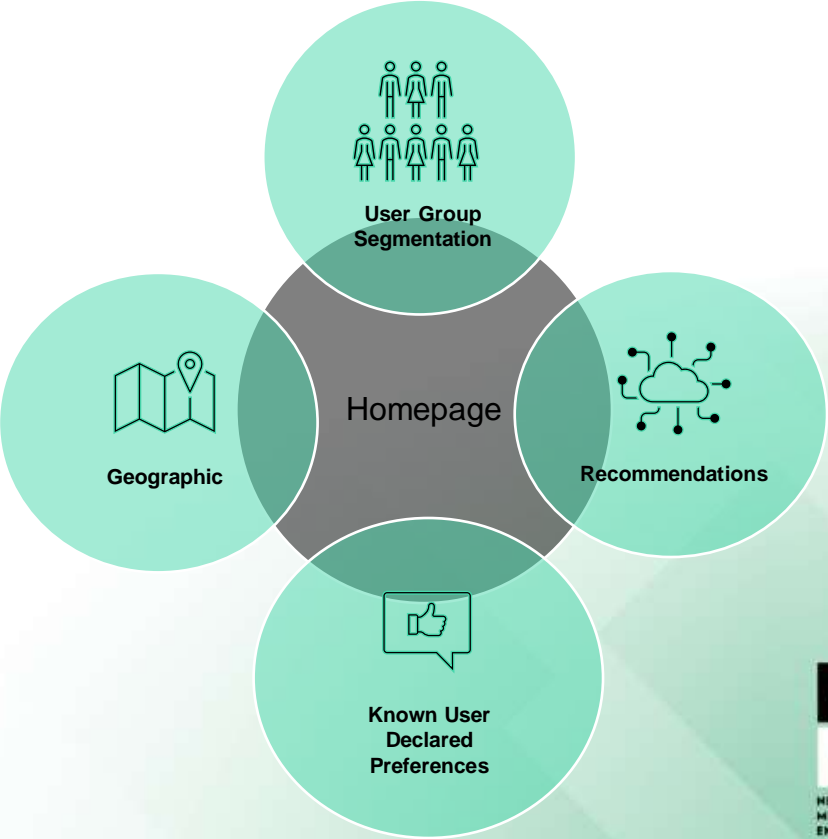 User Group
Segmentation
Homepage
Geographic
Recommendations
Known User
Declared
Preferences